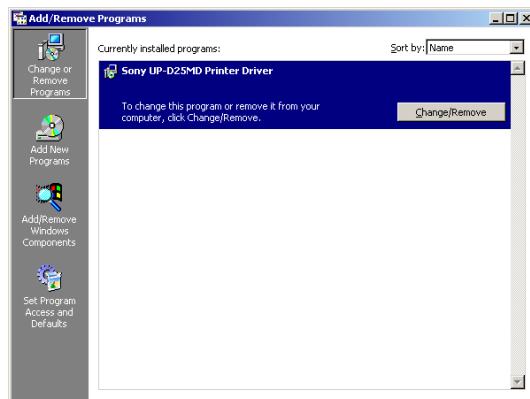 Add/Remove Programs
Change or
Remove
Programs
Add New
Programs
Add/Remove
Windows
Components
Set Program
Access and
Defaults
Currently installed programs:
Sort by: Name
Sony UP-D25MD Printer Driver
To change this program or remove it from your
computer, click Change/Remove.
Change/Remove